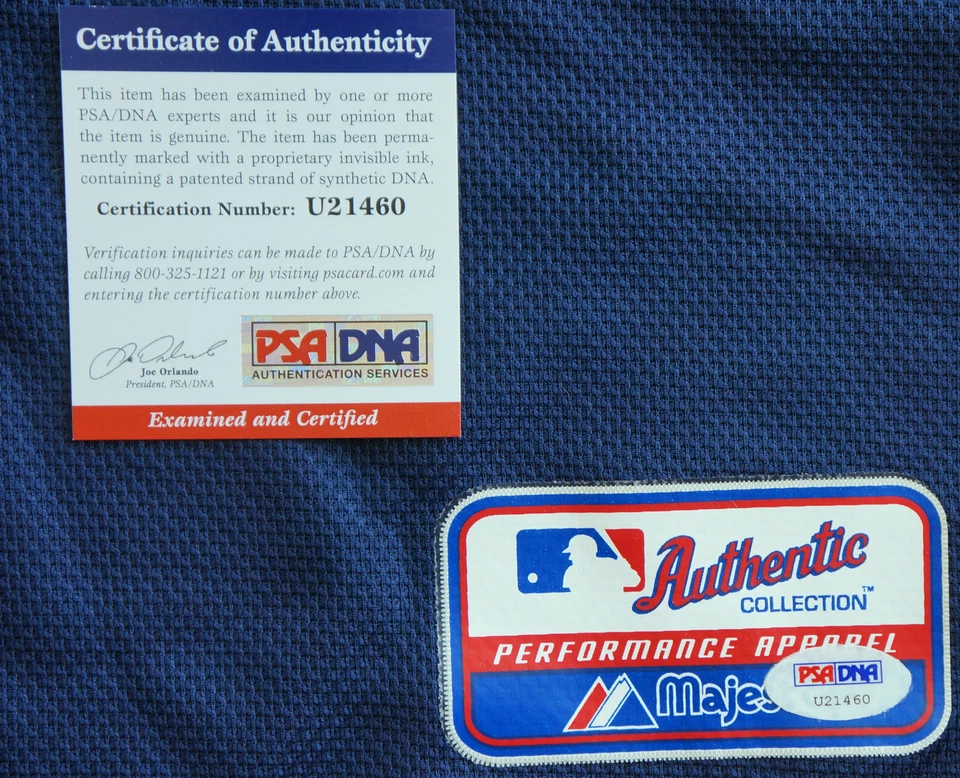 Certificate of Authenticity
This item has been examined by one or more
PSA/DNA experts and it is our opinion that
the item is genuine. The item has been perma-
nently marked with a proprietary invisible ink,
containing a patented strand of synthetic DNA.
Certification Number: U21460
Verification inquiries can be made to PSA/DNA by
calling 800-325-1121 or by visiting psacard.com and
entering the certification number above.
Joe Orlando
President, PSA/DNA
PSA DNA
AUTHENTICATION SERVICES
Examined and Certified
Authentic
COLLECTION™
PERFORMANCE APPAREL
Majes
PSA DNA
U21460